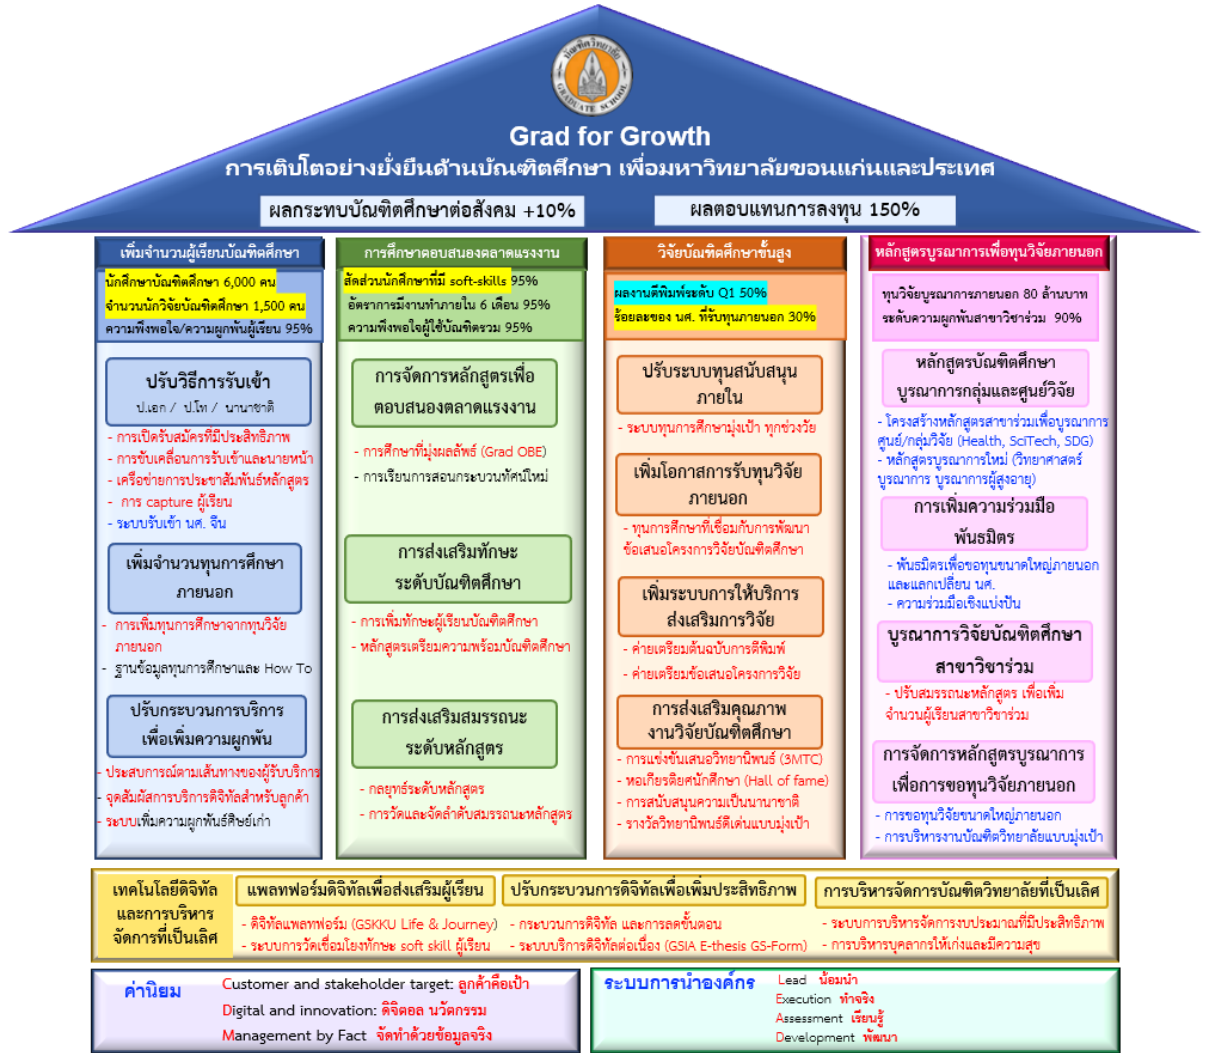 บัณฑิตวิทยาลัย
GRADUATE SCHOOL
Grad for Growth
การเติบโตอย่างยั่งยืนด้านบัณฑิตศึกษา เพื่อมหาวิทยาลัยขอนแก่นและประเทศ
ผลกระทบบัณฑิตศึกษาต่อสังคม +10%
ผลตอบแทนการลงทุน 150%
เพิ่มจำนวนผู้เรียนบัณฑิตศึกษา
นักศึกษาบัณฑิตศึกษา 6,000 คน
จำนวนนักวิจัยบัณฑิตศึกษา 1,500 คน
ความพึงพอใจ/ความผูกพันผู้เรียน 95%
ปรับวิธีการรับเข้า
ป.เอก / ป.โท / นานาชาติ
- การเปิดรับสมัครที่มีประสิทธิภาพ
- การขับเคลื่อนการรับเข้าและนายหน้า
- เครือข่ายการประชาสัมพันธ์หลักสูตร
- การ capture ผู้เรียน
- ระบบรับเข้า นศ. จีน
เพิ่มจำนวนทุนการศึกษา
ภายนอก
- การเพิ่มทุนการศึกษาจากทุนวิจัย
ภายนอก
- ฐานข้อมูลทุนการศึกษาและ How To
ปรับกระบวนการบริการ
เพื่อเพิ่มความผูกพัน
- ประสบการณ์ตามเส้นทางของผู้รับบริการ
- จุดสัมผัสการบริการดิจิทัลสำหรับลูกค้า
- ระบบเพิ่มความผูกพันธ์ศิษย์เก่า
การศึกษาตอบสนองตลาดแรงงาน
สัดส่วนนักศึกษาที่มี soft-skills 95%
อัตราการมีงานทำภายใน 6 เดือน 95%
ความพึงพอใจผู้ใช้บัณฑิตรวม 95%
การจัดการหลักสูตรเพื่อ
ตอบสนองตลาดแรงงาน
- การศึกษาที่มุ่งผลลัพธ์ (Grad OBE)
- การเรียนการสอนกระบวนทัศน์ใหม่
การส่งเสริมทักษะ
ระดับบัณฑิตศึกษา
- การเพิ่มทักษะผู้เรียนบัณฑิตศึกษา
- หลักสูตรเตรียมความพร้อมบัณฑิตศึกษา
การส่งเสริมสมรรถนะ
ระดับหลักสูตร
- กลยุทธ์ระดับหลักสูตร
- การวัดและจัดลำดับสมรรถนะหลักสูตร
วิจัยบัณฑิตศึกษาขั้นสูง
ผลงานตีพิมพ์ระดับ Q1 50%
ร้อยละของ นศ. ที่รับทุนภายนอก 30%
ปรับระบบทุนสนับสนุน
ภายใน
- ระบบทุนการศึกษามุ่งเป้า ทุกช่วงวัย
เพิ่มโอกาสการรับทุนวิจัย
ภายนอก
- ทุนการศึกษาที่เชื่อมกับการพัฒนา
ข้อเสนอโครงการวิจัยบัณฑิตศึกษา
เพิ่มระบบการให้บริการ
ส่งเสริมการวิจัย
- ค่ายเตรียมต้นฉบับการตีพิมพ์
- ค่ายเตรียมข้อเสนอโครงการวิจัย
การส่งเสริมคุณภาพ
งานวิจัยบัณฑิตศึกษา
- การแข่งขันเสนอวิทยานิพนธ์ (3MTC)
- หอเกียรติยศนักศึกษา (Hall of fame)
- การสนับสนุนความเป็นนานาชาติ
- รางวัลวิทยานิพนธ์ดีเด่นแบบมุ่งเป้า
หลักสูตรบูรณาการเพื่อทุนวิจัยภายนอก
ทุนวิจัยบูรณาการภายนอก 80 ล้านบาท
ระดับความผูกพันสาขาวิชาร่วม 90%
หลักสูตรบัณฑิตศึกษา
บูรณาการกลุ่มและศูนย์วิจัย
- โครงสร้างหลักสูตรสาขาร่วมเพื่อบูรณาการ
ศูนย์/กลุ่มวิจัย (Health, SciTech, SDG)
- หลักสูตรบูรณาการใหม่ (วิทยาศาสตร์
บูรณาการ บูรณาการผู้สูงอายุ)
การเพิ่มความร่วมมือ
พันธมิตร
- พันธมิตรเพื่อขอทุนขนาดใหญ่ภายนอก
และแลกเปลี่ยน นศ.
- ความร่วมมือเชิงแบ่งปัน
บูรณาการวิจัยบัณฑิตศึกษา
สาขาวิชาร่วม
- ปรับสมรรถนะหลักสูตร เพื่อเพิ่ม
จำนวนผู้เรียนสาขาวิชาร่วม
การจัดการหลักสูตรบูรณาการ
เพื่อการขอทุนวิจัยภายนอก
- การขอทุนวิจัยขนาดใหญ่ภายนอก
- การบริหารงานบัณฑิตวิทยาลัยแบบมุ่งเป้า
เทคโนโลยีดิจิทัล
และการบริหาร
จัดการที่เป็นเลิศ
แพลทฟอร์มดิจิทัลเพื่อส่งเสริมผู้เรียน
- ดิจิทัลแพลทฟอร์ม (GSKKU Life & Journey)
- ระบบการวัดเชื่อมโยงทักษะ soft skill ผู้เรียน
ปรับกระบวนการดิจิทัลเพื่อเพิ่มประสิทธิภาพ
- กระบวนการดิจิทัล และการลดขั้นตอน
- ระบบบริการดิจิทัลต่อเนื่อง (GSIA E-thesis GS-Form)
การบริหารจัดการบัณฑิตวิทยาลัยที่เป็นเลิศ
- ระบบการบริหารจัดการงบประมาณที่มีประสิทธิภาพ
- การบริหารบุคลากรให้เก่งและมีความสุข
ค่านิยม
Customer and stakeholder target: ลูกค้าคือเป้า
Digital and innovation: ดิจิตอล นวัตกรรม
Management by Fact จัดทำด้วยข้อมูลจริง
ระบบการนำองค์กร
Lead น้อมนำ
Execution ทำจริง
Assessment เรียนรู้
Development พัฒนา